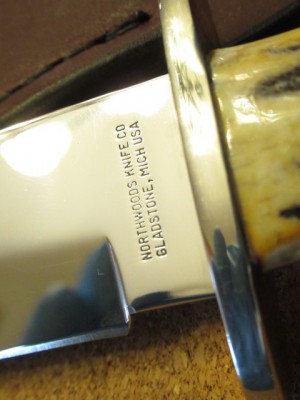 NORTHWOODS KNIFE CO
GLADSTONE, MICH USA